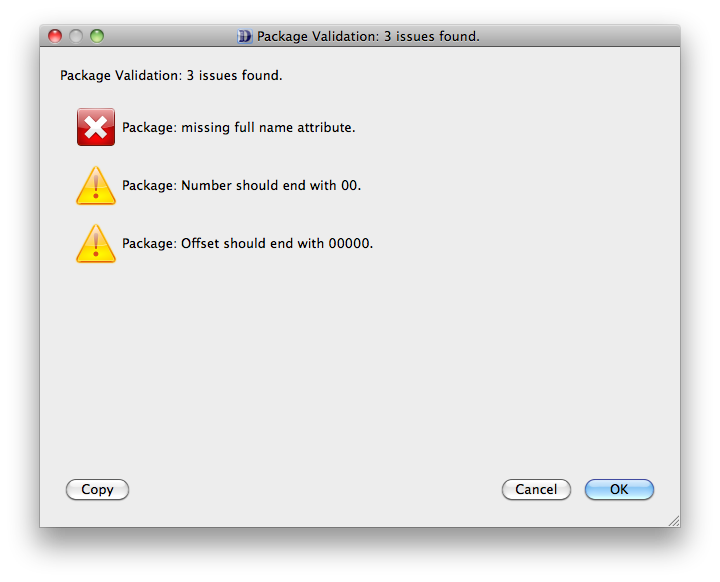 Package Validation: 3 issues found.
Package Validation: 3 issues found.
Package: missing full name attribute.
Package: Number should end with 00.
Package: Offset should end with 00000.
Copy
Cancel
OK